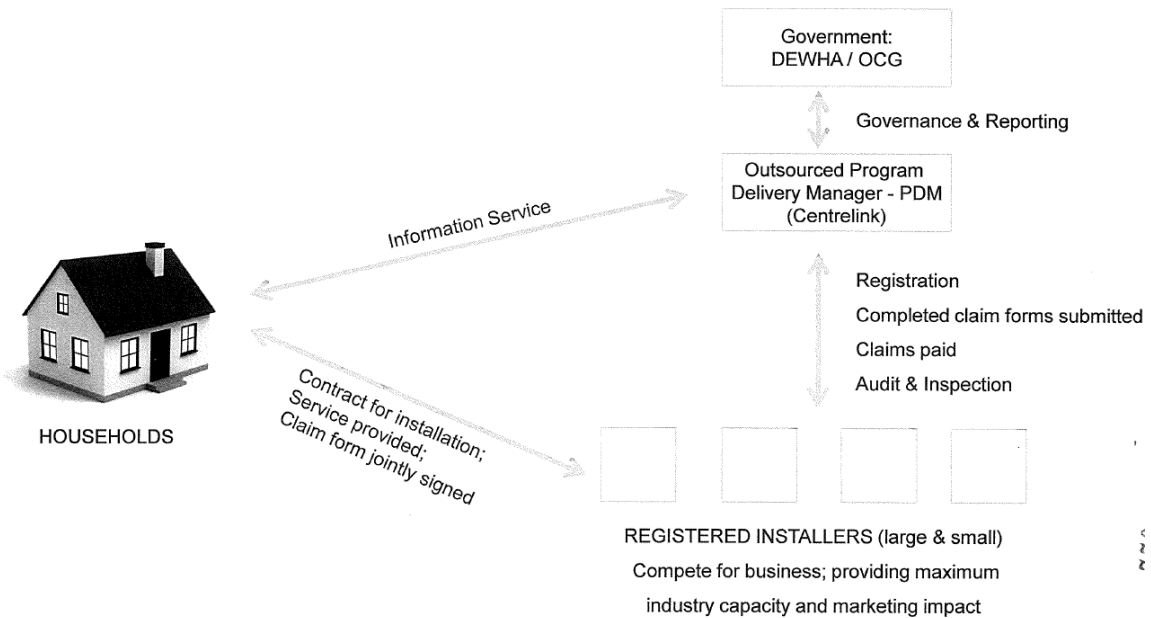 Government:
DEWHA / OCG
Governance & Reporting
Outsourced Program
Delivery Manager - PDM
(Centrelink)
Information Service
Registration
Completed claim forms submitted
Claims paid
Audit & Inspection
Contract for installation;
Service provided;
Claim form jointly signed
HOUSEHOLDS
REGISTERED INSTALLERS (large & small)
Compete for business; providing maximum
industry capacity and marketing impact